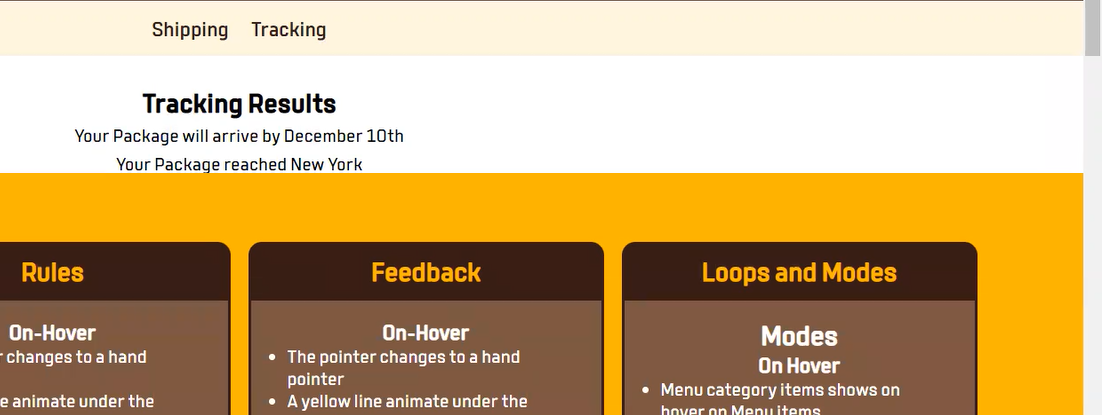 Shipping Tracking
Tracking Results
Your Package will arrive by December 10th
Your Package reached New York
Rules
On-Hover
changes to a hand
animate under the
Feedback
On-Hover
The pointer changes to a hand
pointer
A yellow line animate under the
Loops and Modes
Modes
On Hover
Menu category items shows on
hover on Menu items